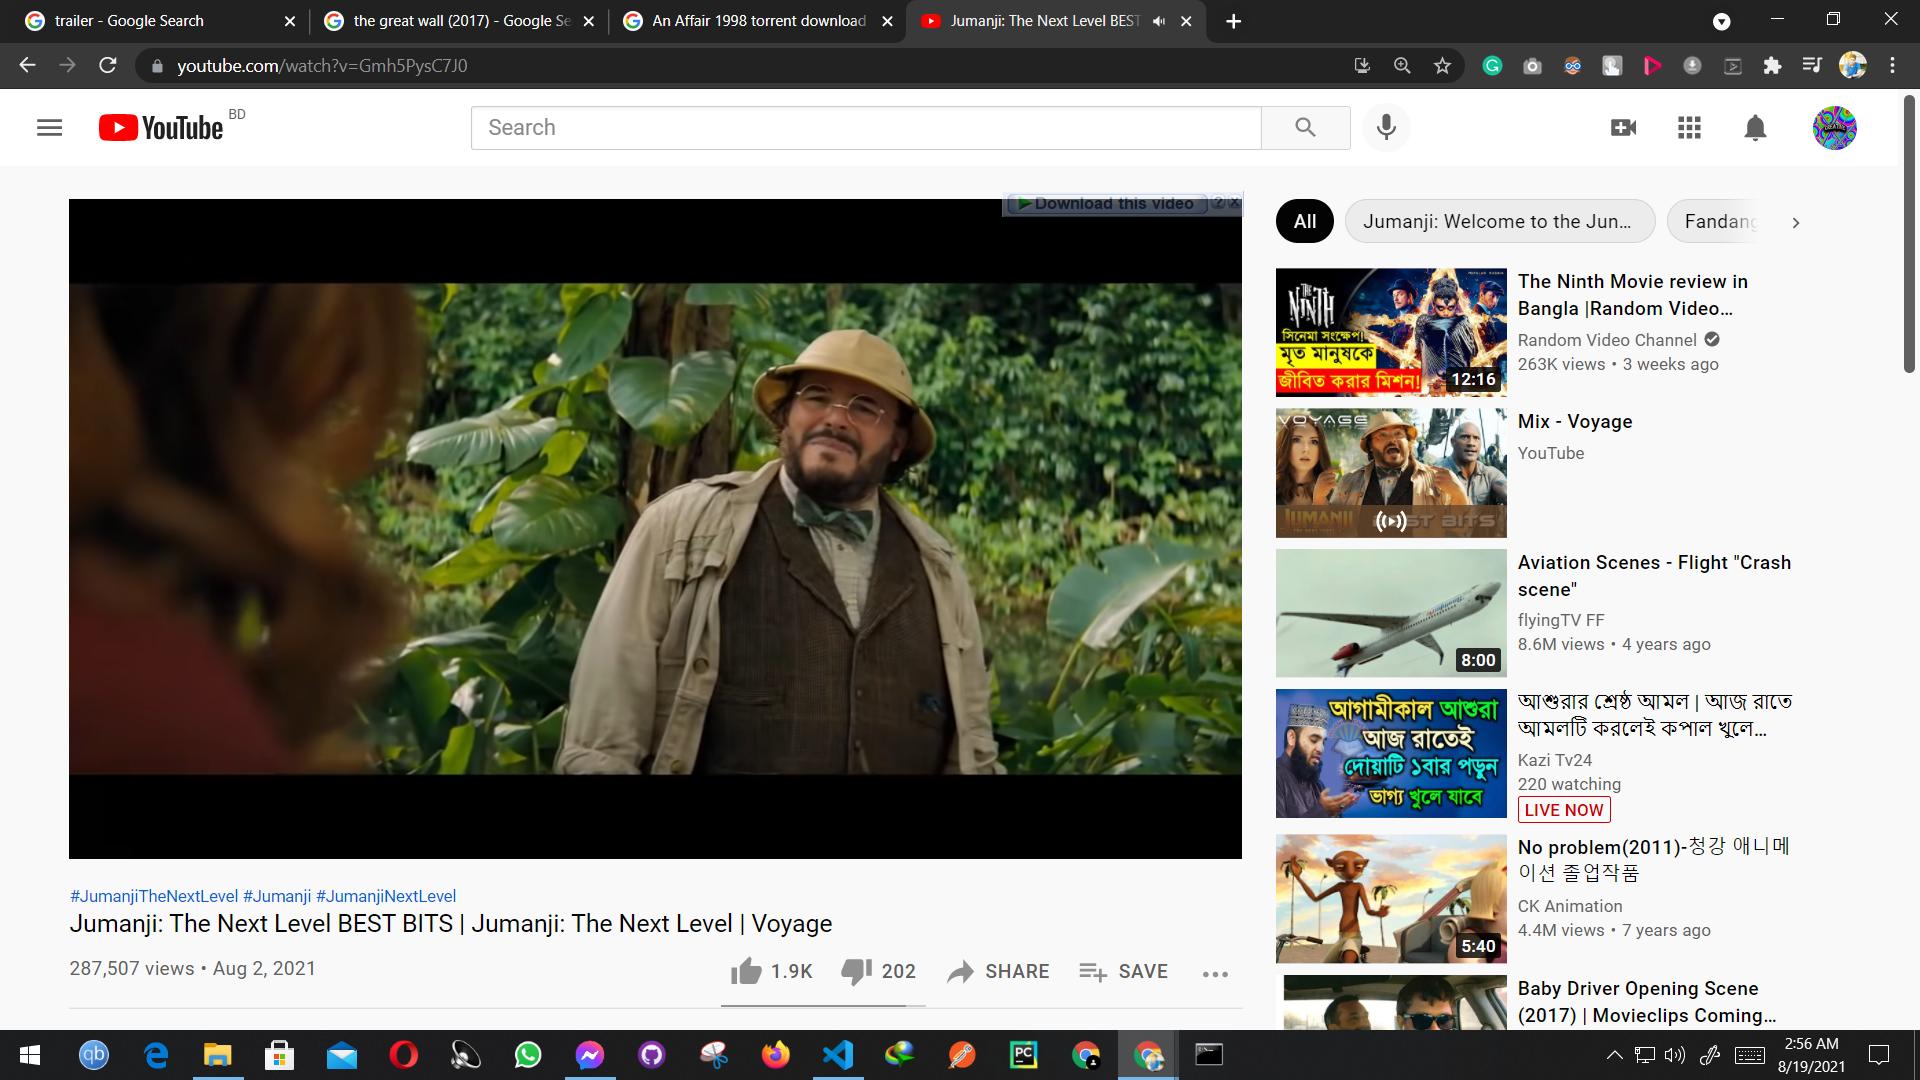 trailer - Google Search
the great wall (2017) - Google Se
An Affair 1998 torrent download
Jumanji: The Next Level BEST
youtube.com/watch?v=Gmh5PysC7J0
YouTube BD
Search
Download this video
All
Jumanji: Welcome to the Jun...
Fandang
THE NINTH
সিনেমা সংক্ষেপ!
মৃত মানুষকে
জীবিত করার মিশন!
12:16
The Ninth Movie review in
Bangla |Random Video...
Random Video Channel
263K views • 3 weeks ago
VOYAGE
JUMANJI
BEST BITS
Mix - Voyage
YouTube
8:00
Aviation Scenes - Flight "Crash
scene"
flyingTV FF
8.6M views • 4 years ago
আগামীকাল আশুরা
আজ রাতেই
দোয়াটি ১বার পড়ুন
ভাগ্য খুলে যাবে
আশুরার শ্রেষ্ঠ আমল | আজ রাতে
আমলটি করলেই কপাল খুলে...
Kazi Tv24
220 watching
LIVE NOW
5:40
No problem(2011)-청강 애니메
이션 졸업작품
CK Animation
4.4M views • 7 years ago
Baby Driver Opening Scene
(2017) | Movieclips Coming...
#JumanjiTheNextLevel #Jumanji #JumanjiNextLevel
Jumanji: The Next Level BEST BITS | Jumanji: The Next Level | Voyage
287,507 views • Aug 2, 2021
1.9K
202
SHARE
SAVE
qb
PC
2:56 AM
8/19/2021